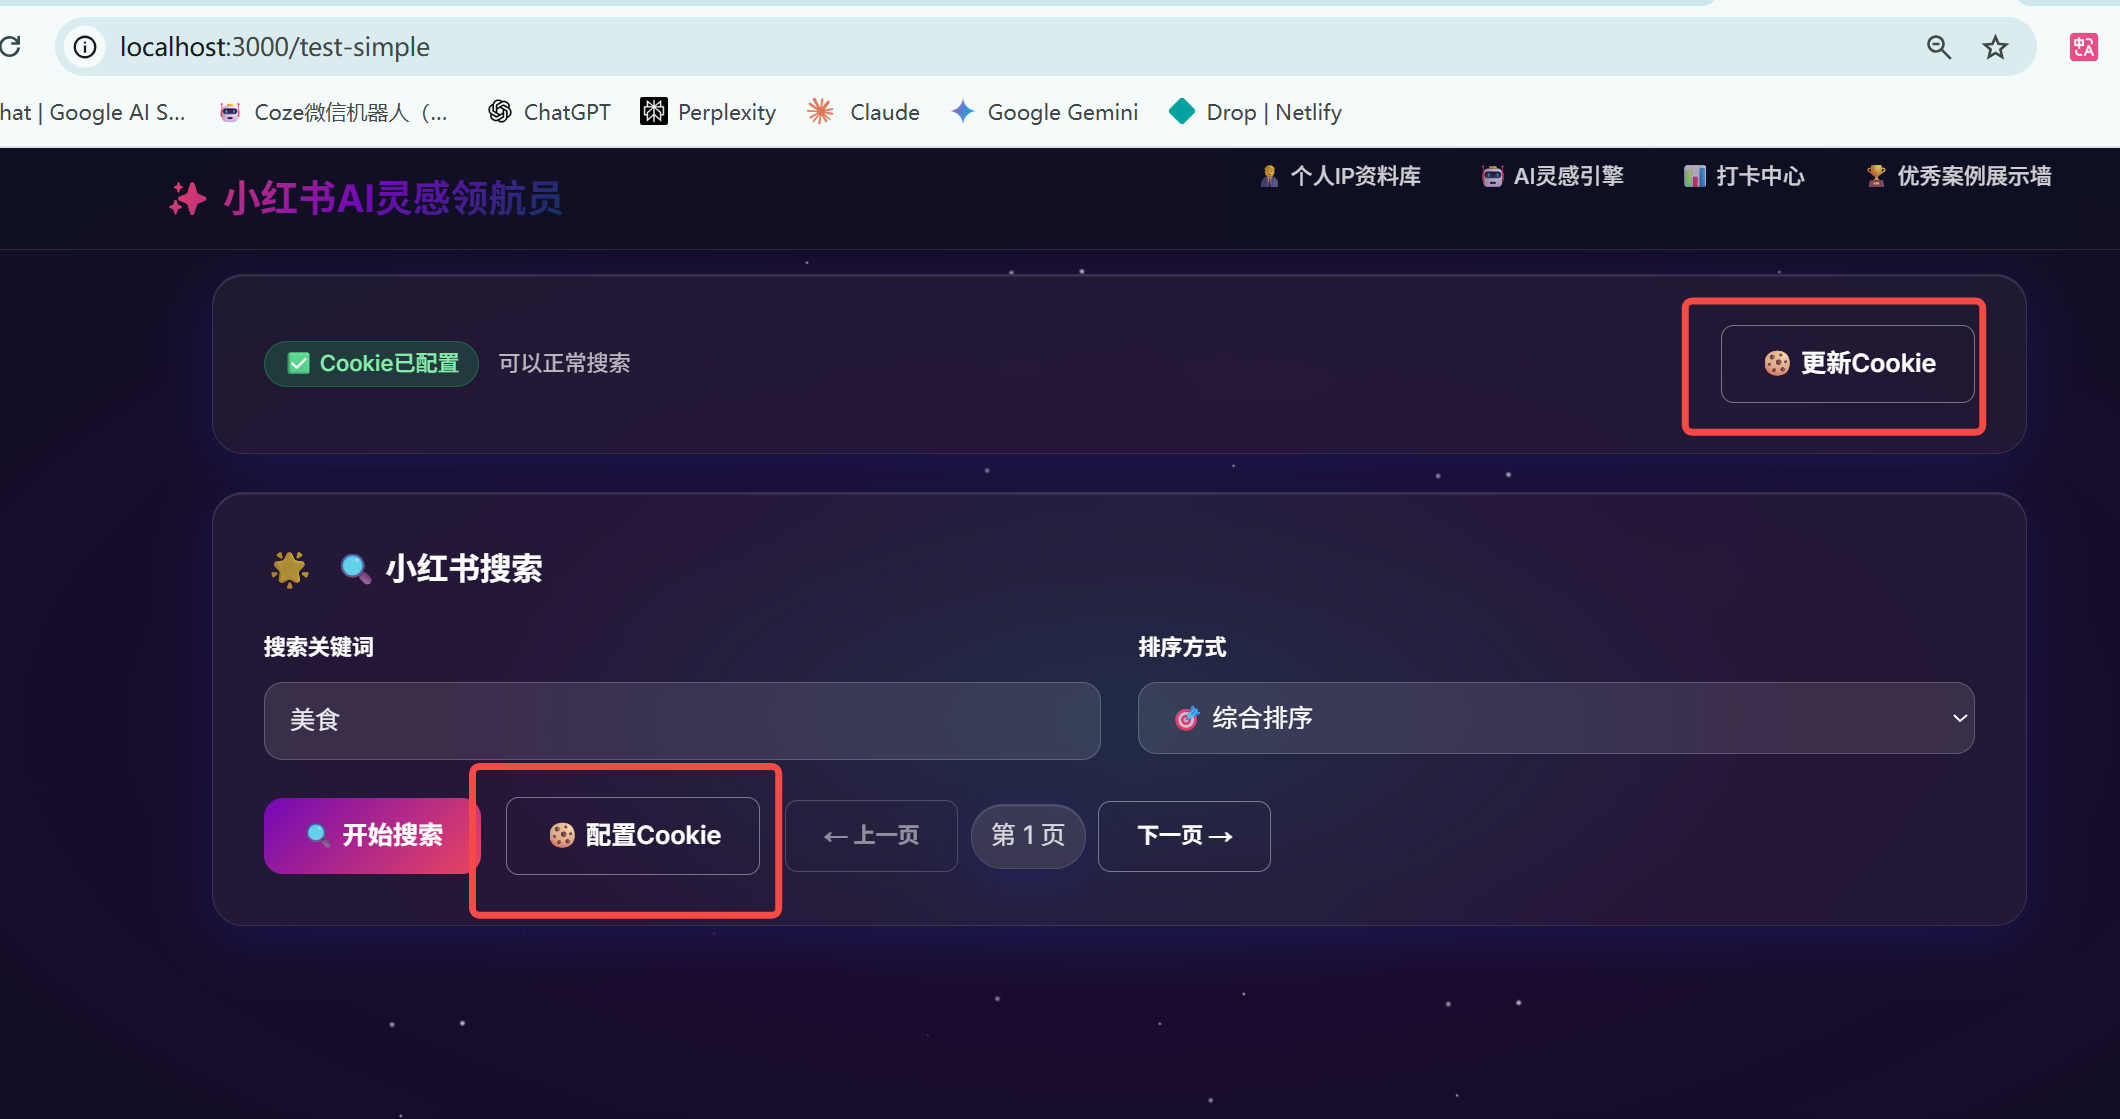 localhost:3000/test-simple
hat | Google AI S... Coze微信机器人（... ChatGPT Perplexity Claude Google Gemini Drop | Netlify
小红书AI灵感领航员 个人IP资料库 AI灵感引擎 打卡中心 优秀案例展示墙
Cookie已配置 可以正常搜索 更新Cookie
小红书搜索
搜索关键词 排序方式
美食 综合排序
开始搜索 配置Cookie ←上一页 第 1 页 下一页→